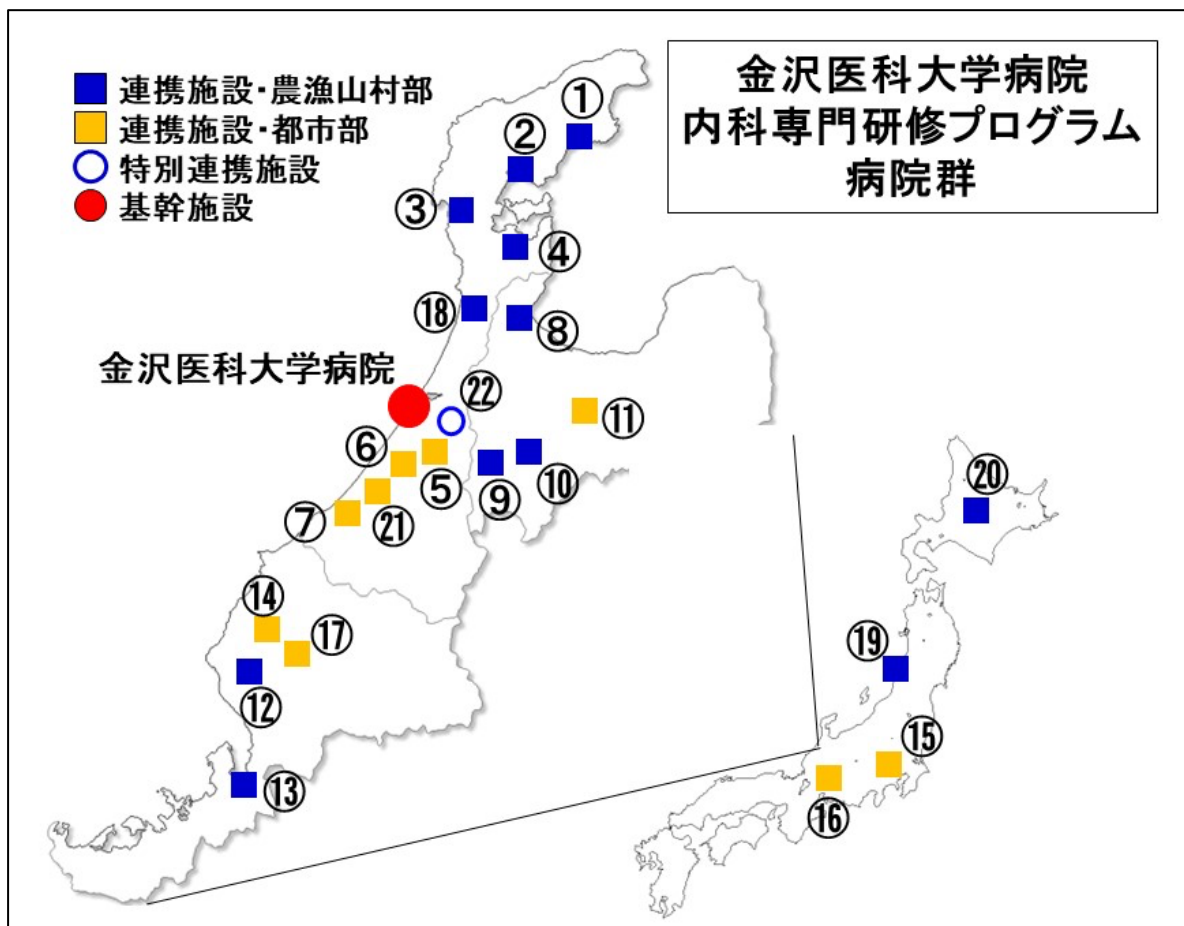 連携施設・農漁山村部
連携施設・都市部
特別連携施設
基幹施設
金沢医科大学病院
内科専門研修プログラム
病院群
①
②
③
④
⑱
⑧
金沢医科大学病院
㉒
⑪
⑥
⑤
⑨
⑩
⑦
㉑
⑭
⑰
⑫
⑬
⑳
⑲
⑮
⑯